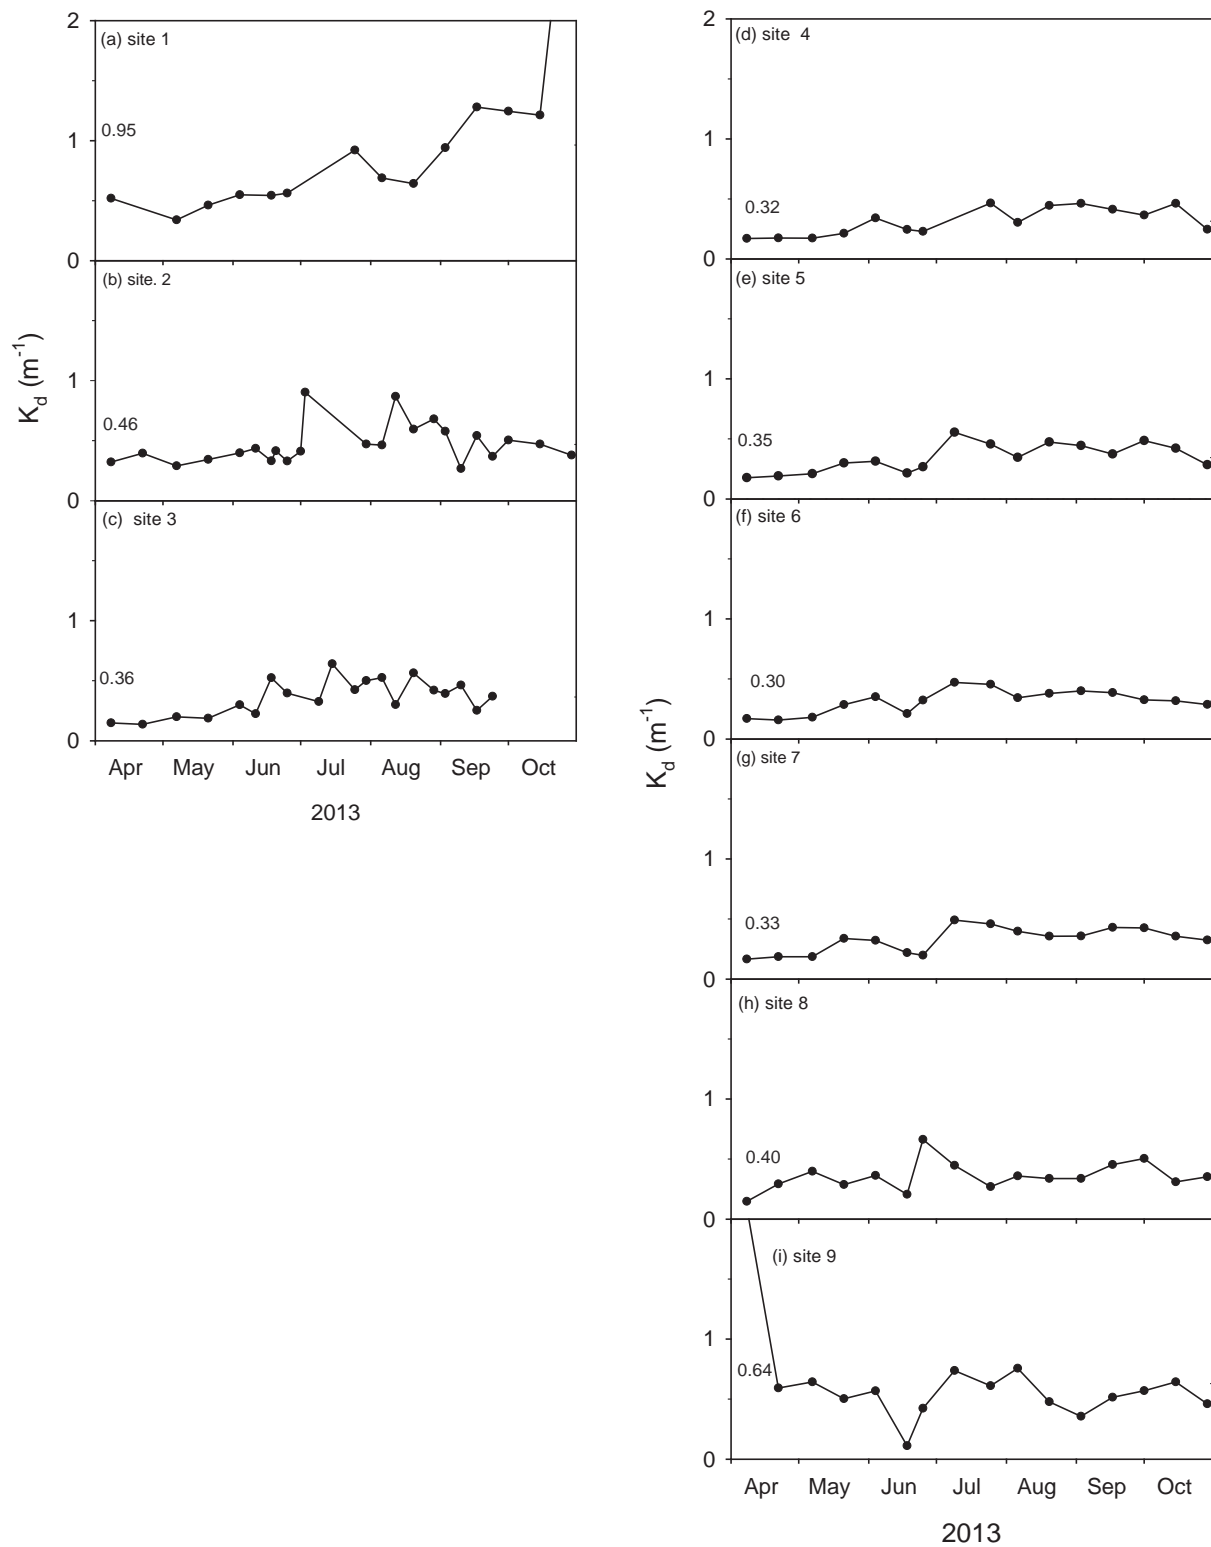 2
(a) site 1
0.95
1
0
(b) site. 2
1
0.46
0
(c) site 3
1
0.36
0
Apr May Jun Jul Aug Sep Oct
2013
K_d (m^-1)
2
(d) site 4
1
0.32
0
(e) site 5
1
0.35
0
(f) site 6
1
0.30
0
(g) site 7
1
0.33
0
(h) site 8
1
0.40
0
(i) site 9
1
0.64
0
Apr May Jun Jul Aug Sep Oct
2013
K_d (m^-1)